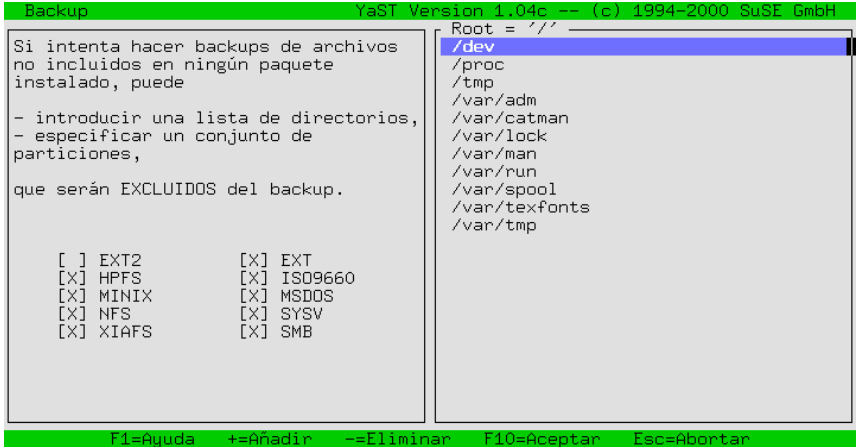 Backup YaST Version 1.04c -- (c) 1994-2000 SuSE GmbH
Si intenta hacer backups de archivos
no incluidos en ningún paquete
instalado, puede
- introducir una lista de directorios,
- especificar un conjunto de
particiones,
que serán EXCLUIDOS del backup.
[ ] EXT2 [X] EXT
[X] HPFS [X] ISO9660
[X] MINIX [X] MSDOS
[X] NFS [X] SYSV
[X] XIAFS [X] SMB
Root = '/'
/dev
/proc
/tmp
/var/adm
/var/catman
/var/lock
/var/man
/var/run
/var/spool
/var/texfonts
/var/tmp
F1=Ayuda +=Añadir -=Eliminar F10=Aceptar Esc=Abortar